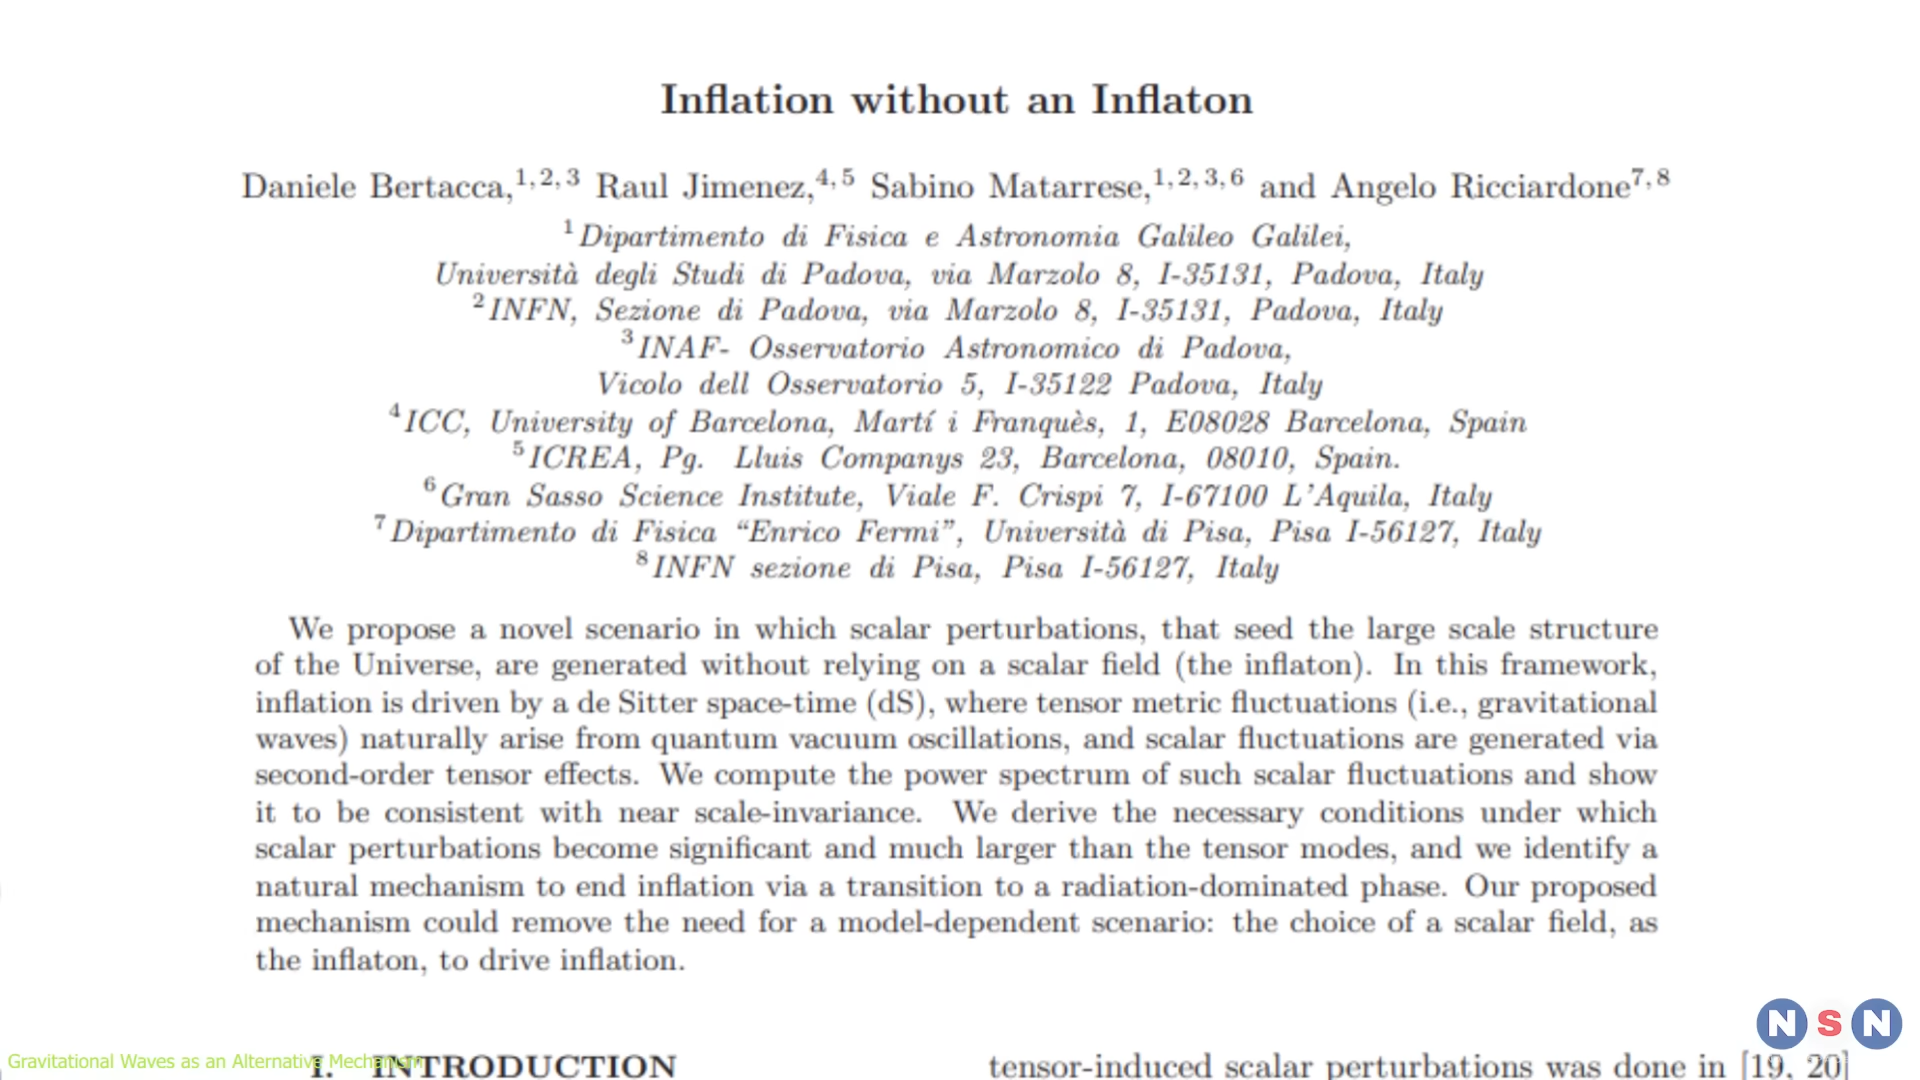 Inflation without an Inflaton
Daniele Bertacca,1, 2, 3 Raul Jimenez,4, 5 Sabino Matarrese,1, 2, 3, 6 and Angelo Ricciardone7, 8
1Dipartimento di Fisica e Astronomia Galileo Galilei,
Università degli Studi di Padova, via Marzolo 8, I-35131, Padova, Italy
2INFN, Sezione di Padova, via Marzolo 8, I-35131, Padova, Italy
3INAF- Osservatorio Astronomico di Padova,
Vicolo dell Osservatorio 5, I-35122 Padova, Italy
4ICC, University of Barcelona, Martí i Franquès, 1, E08028 Barcelona, Spain
5ICREA, Pg. Lluis Companys 23, Barcelona, 08010, Spain.
6Gran Sasso Science Institute, Viale F. Crispi 7, I-67100 L'Aquila, Italy
7Dipartimento di Fisica “Enrico Fermi”, Università di Pisa, Pisa I-56127, Italy
8INFN sezione di Pisa, Pisa I-56127, Italy
We propose a novel scenario in which scalar perturbations, that seed the large scale structure
of the Universe, are generated without relying on a scalar field (the inflaton). In this framework,
inflation is driven by a de Sitter space-time (dS), where tensor metric fluctuations (i.e., gravitational
waves) naturally arise from quantum vacuum oscillations, and scalar fluctuations are generated via
second-order tensor effects. We compute the power spectrum of such scalar fluctuations and show
it to be consistent with near scale-invariance. We derive the necessary conditions under which
scalar perturbations become significant and much larger than the tensor modes, and we identify a
natural mechanism to end inflation via a transition to a radiation-dominated phase. Our proposed
mechanism could remove the need for a model-dependent scenario: the choice of a scalar field, as
the inflaton, to drive inflation.
N S N
Gravitational Waves as an Alternative Mechanism
I. INTRODUCTION
tensor-induced scalar perturbations was done in [19, 20]